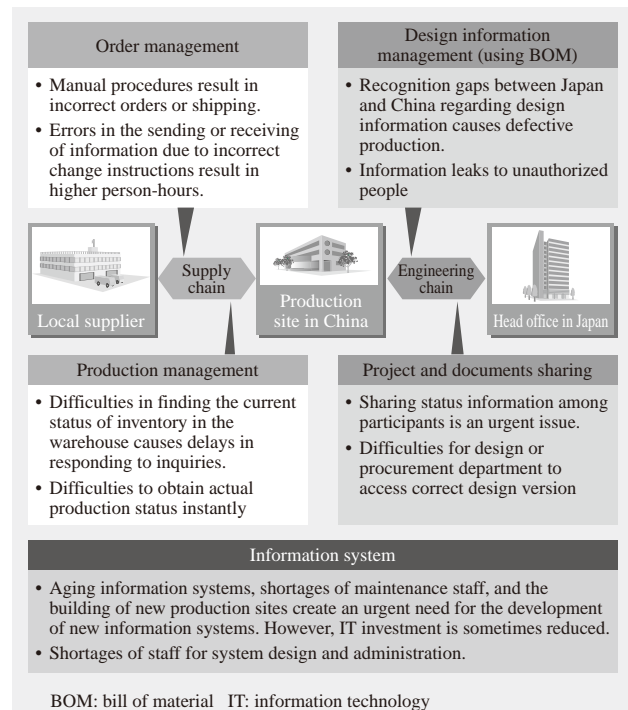 Order management
• Manual procedures result in
incorrect orders or shipping.
• Errors in the sending or receiving
of information due to incorrect
change instructions result in
higher person-hours.
Design information
management (using BOM)
• Recognition gaps between Japan
and China regarding design
information causes defective
production.
• Information leaks to unauthorized
people
Local supplier
Supply
chain
Production
site in China
Engineering
chain
Head office in Japan
Production management
• Difficulties in finding the current
status of inventory in the
warehouse causes delays in
responding to inquiries.
• Difficulties to obtain actual
production status instantly
Project and documents sharing
• Sharing status information among
participants is an urgent issue.
• Difficulties for design or
procurement department to
access correct design version
Information system
• Aging information systems, shortages of maintenance staff, and the
building of new production sites create an urgent need for the development
of new information systems. However, IT investment is sometimes reduced.
• Shortages of staff for system design and administration.
BOM: bill of material IT: information technology